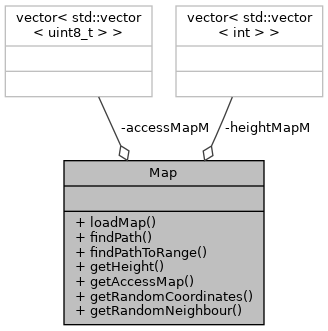 vector< std::vector
< uint8_t > >
vector< std::vector
< int > >
-accessMapM
-heightMapM
Map
+ loadMap()
+ findPath()
+ findPathToRange()
+ getHeight()
+ getAccessMap()
+ getRandomCoordinates()
+ getRandomNeighbour()